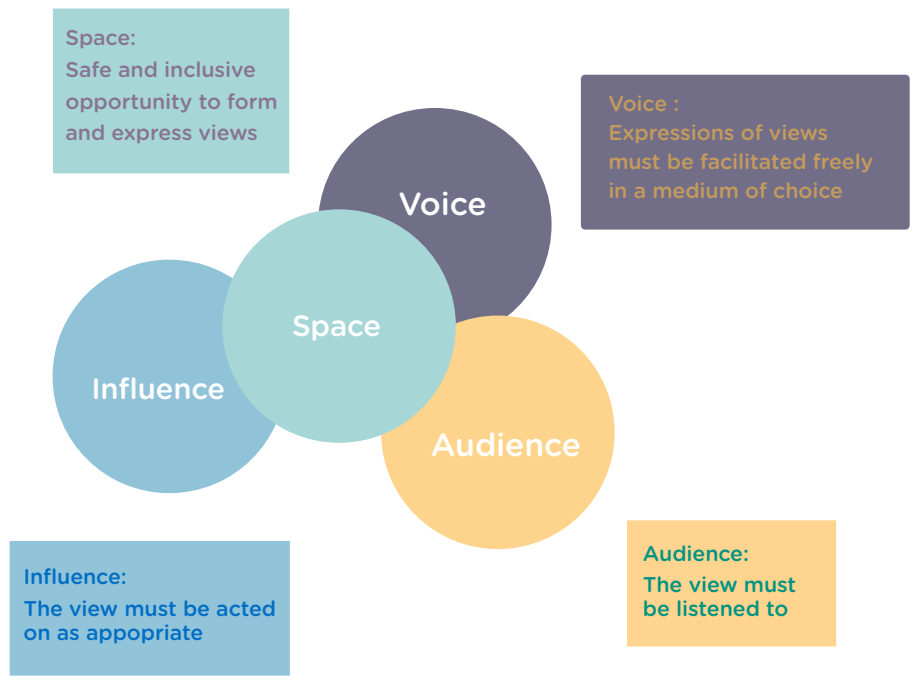 Space:
Safe and inclusive
opportunity to form
and express views
Voice :
Expressions of views
must be facilitated freely
in a medium of choice
Voice
Space
Influence
Audience
Influence:
The view must be acted
on as appopriate
Audience:
The view must
be listened to